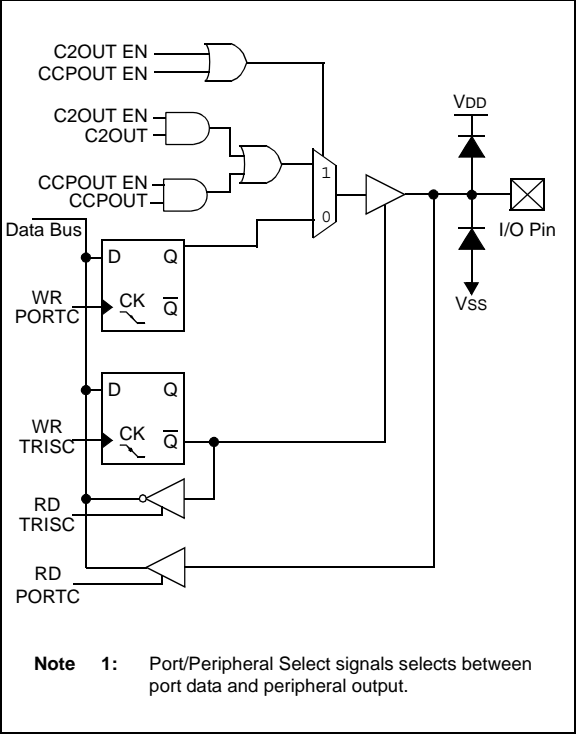 C2OUT EN
CCPOUT EN
C2OUT EN
C2OUT
CCPOUT EN
CCPOUT
1
0
VDD
I/O Pin
VSS
Data Bus
D Q
WR
PORTC
CK Q
D Q
WR
TRISC
CK Q
RD
TRISC
RD
PORTC
Note 1: Port/Peripheral Select signals selects between
port data and peripheral output.